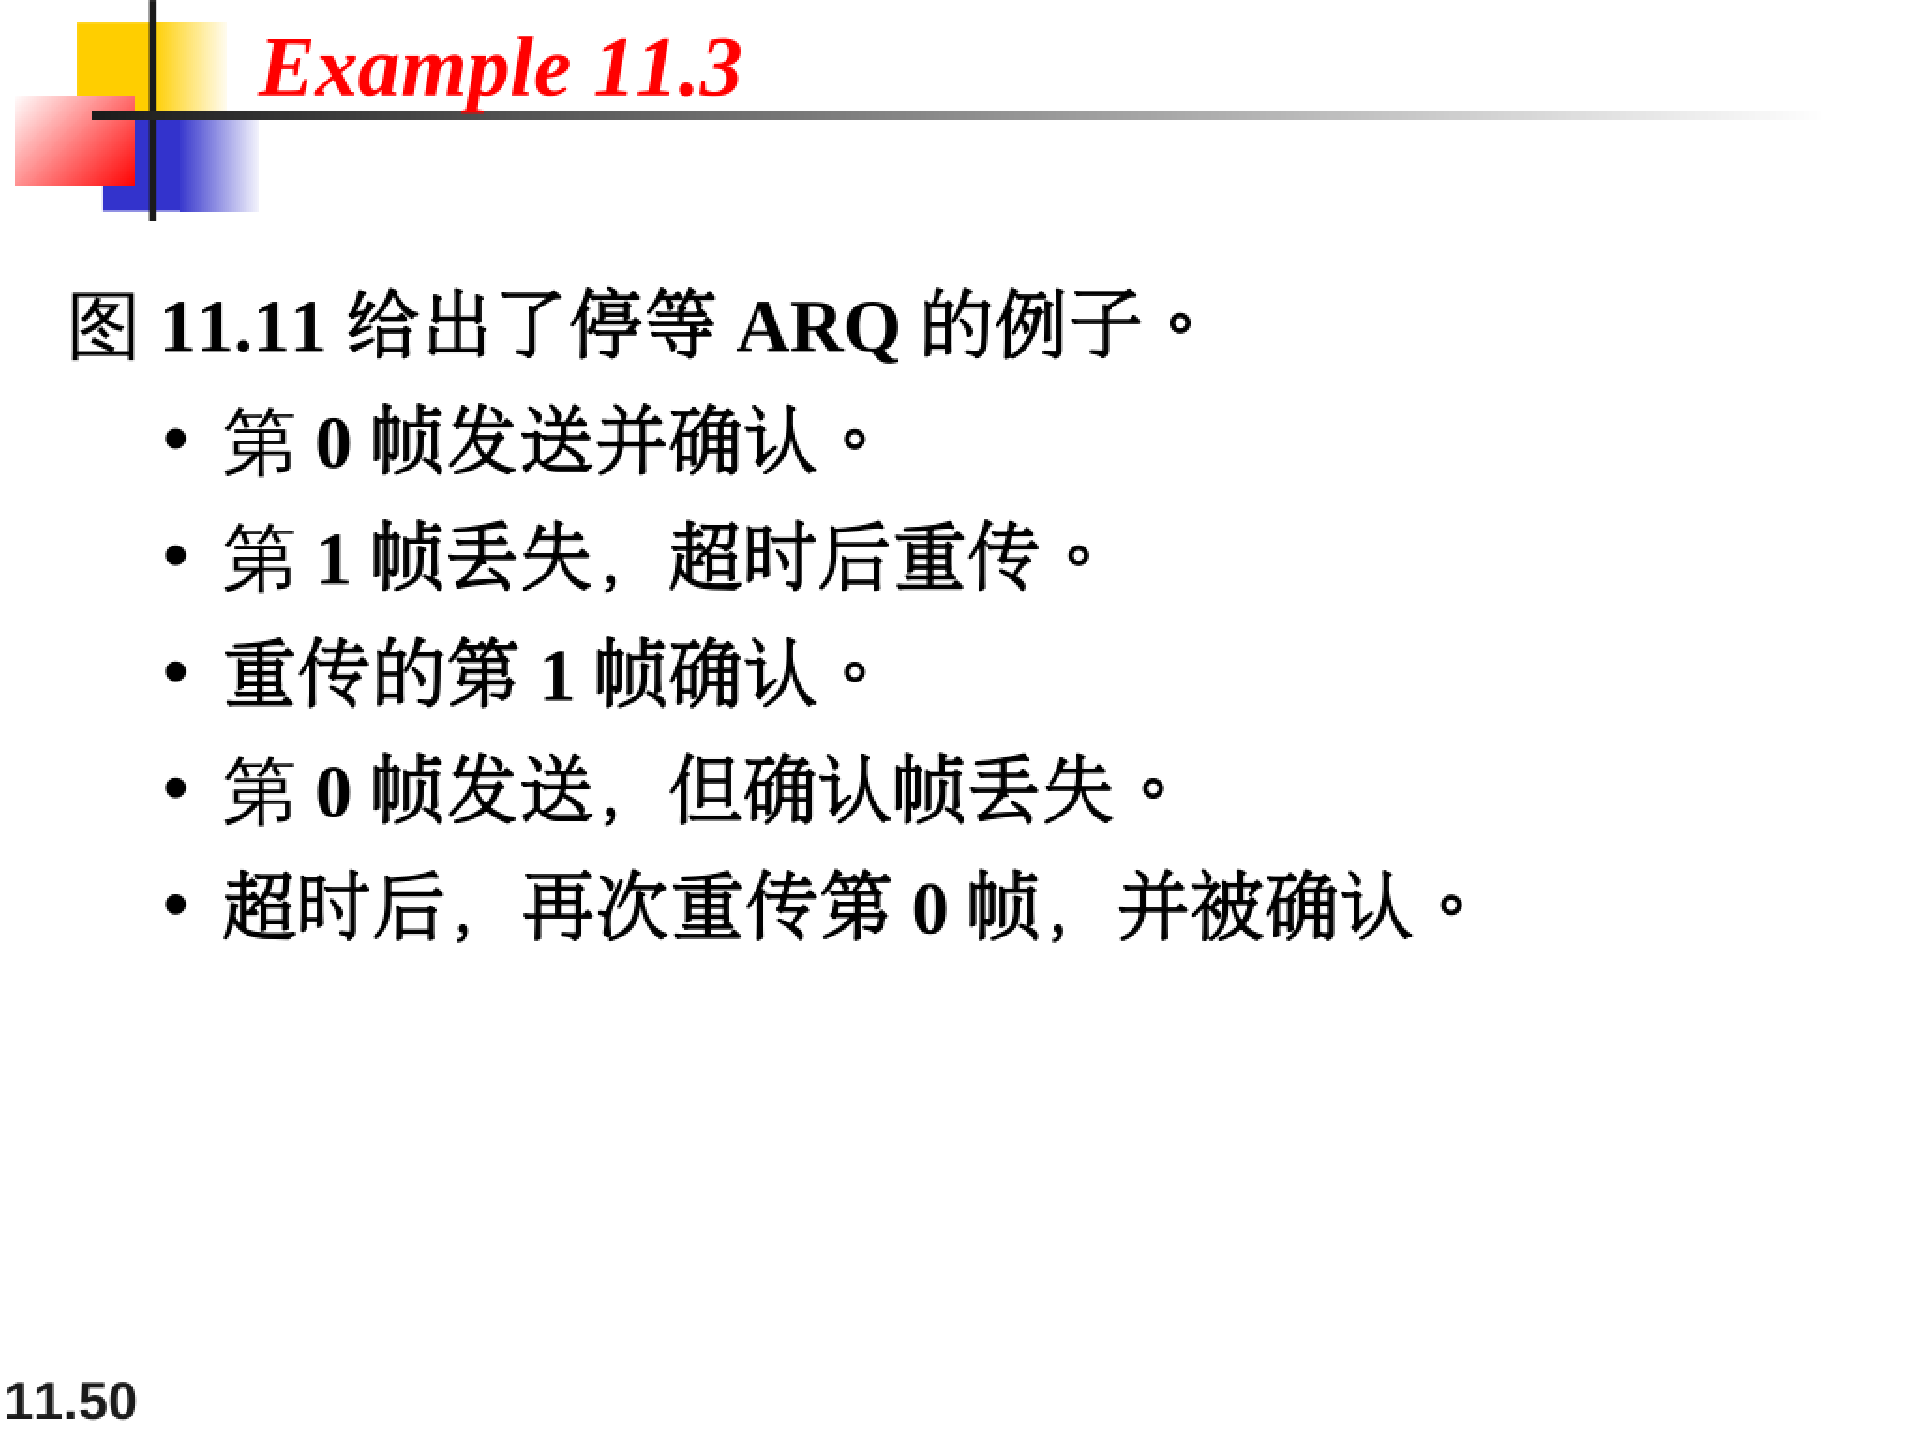 Example 11.3
图 11.11 给出了停等 ARQ 的例子。
• 第 0 帧发送并确认。
• 第 1 帧丢失，超时后重传。
• 重传的第 1 帧确认。
• 第 0 帧发送，但确认帧丢失。
• 超时后，再次重传第 0 帧，并被确认。
11.50